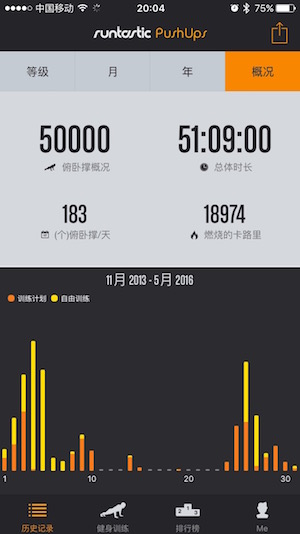 中国移动 20:04 75%
runtastic PushUps
等级 月 年 概况
50000 51:09:00
俯卧撑概况 总体时长
183 18974
(个)俯卧撑/天 燃烧的卡路里
11月 2013 - 5月 2016
训练计划 自由训练
1 10 20 30
历史记录 健身训练 排行榜 Me